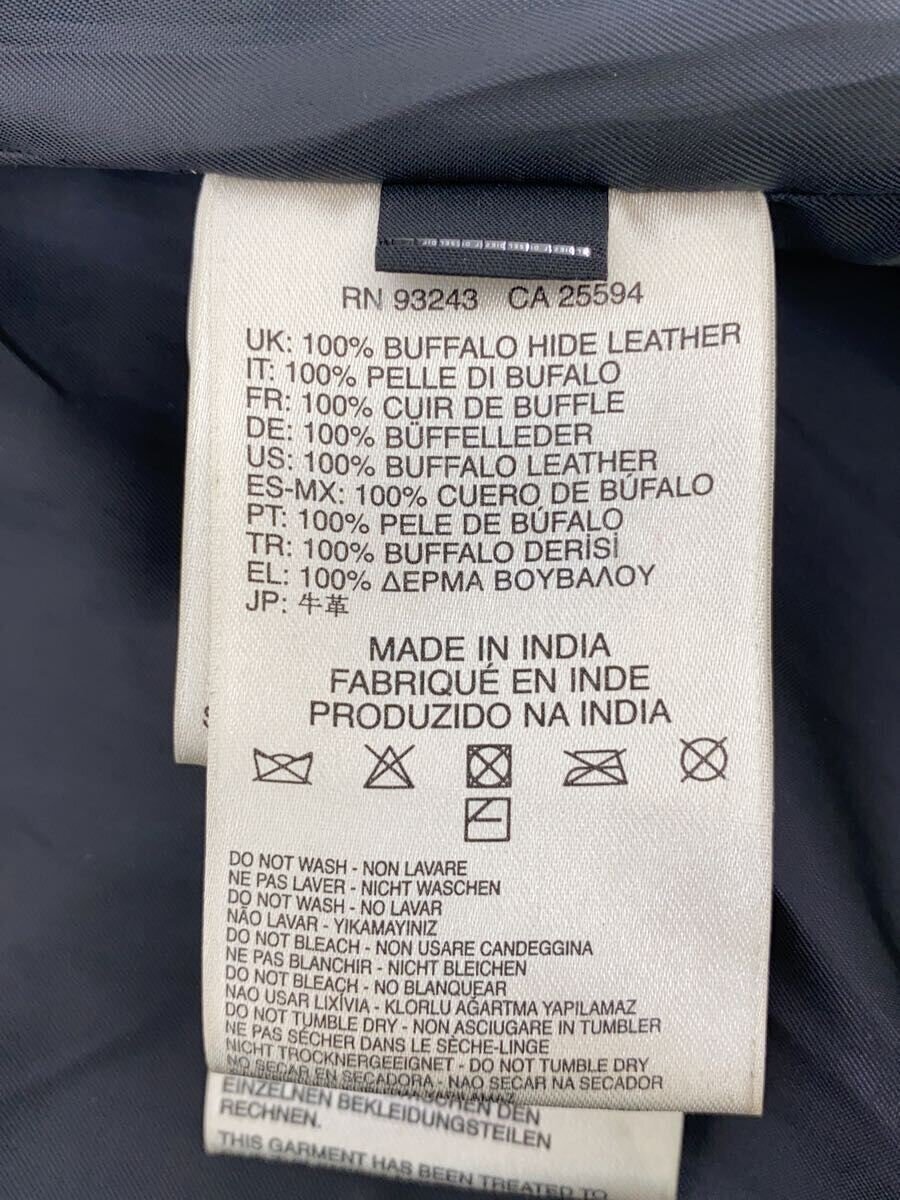 DIESEL
RN 93243 CA 25594
UK: 100% BUFFALO HIDE LEATHER
IT: 100% PELLE DI BUFALO
FR: 100% CUIR DE BUFFLE
DE: 100% BÜFFELLEDER
US: 100% BUFFALO LEATHER
ES-MX: 100% CUERO DE BÚFALO
PT: 100% PELE DE BÚFALO
TR: 100% BUFFALO DERİSİ
EL: 100% ΔΕΡΜΑ ΒΟΥΒΑΛΟΥ
JP: 牛革
MADE IN INDIA
FABRIQUÉ EN INDE
PRODUZIDO NA INDIA
DO NOT WASH - NON LAVARE
NE PAS LAVER - NICHT WASCHEN
DO NOT WASH - NO LAVAR
NÃO LAVAR - YIKAMAYINIZ
DO NOT BLEACH - NON USARE CANDEGGINA
NE PAS BLANCHIR - NICHT BLEICHEN
DO NOT BLEACH - NO BLANQUEAR
NAO USAR LIXÍVIA - KLORLU AĞARTMA YAPILAMAZ
DO NOT TUMBLE DRY - NON ASCIUGARE IN TUMBLER
NE PAS SÉCHER DANS LE SÈCHE-LINGE
NICHT TROCKNERGEEIGNET - DO NOT TUMBLE DRY
NO SECAR EN SECADORA - NAO SECAR NA SECADOR
EINZELNEN BEKLEIDUNGSTEILEN
RECHNEN.
THIS GARMENT HAS BEEN TREATED TO